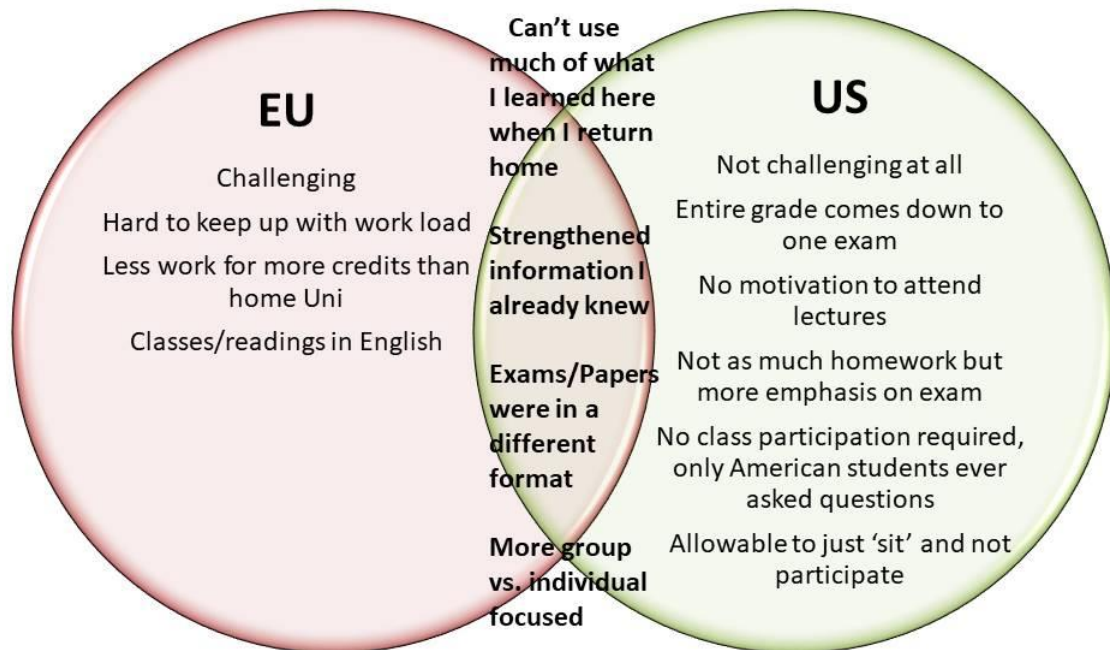 EU
Challenging
Hard to keep up with work load
Less work for more credits than
home Uni
Classes/readings in English
Can’t use
much of what
I learned here
when I return
home
Strengthened
information I
already knew
Exams/Papers
were in a
different
format
More group
vs. individual
focused
US
Not challenging at all
Entire grade comes down to
one exam
No motivation to attend
lectures
Not as much homework but
more emphasis on exam
No class participation required,
only American students ever
asked questions
Allowable to just ‘sit’ and not
participate